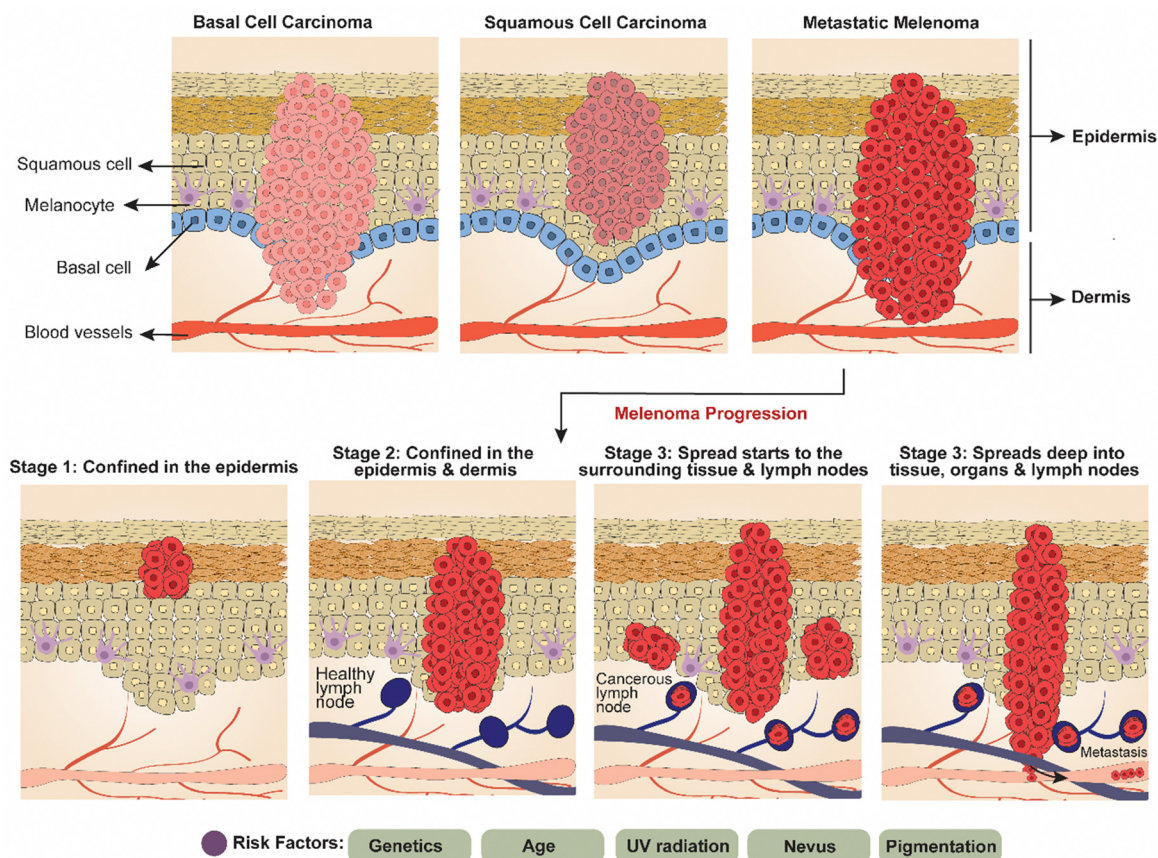 Basal Cell Carcinoma
Squamous Cell Carcinoma
Metastatic Melenoma
Squamous cell
Melanocyte
Basal cell
Blood vessels
Epidermis
Dermis
Melenoma Progression
Stage 1: Confined in the epidermis
Stage 2: Confined in the
epidermis & dermis
Stage 3: Spread starts to the
surrounding tissue & lymph nodes
Stage 3: Spreads deep into
tissue, organs & lymph nodes
Healthy
lymph
node
Cancerous
lymph
node
Metastasis
Risk Factors:
Genetics
Age
UV radiation
Nevus
Pigmentation